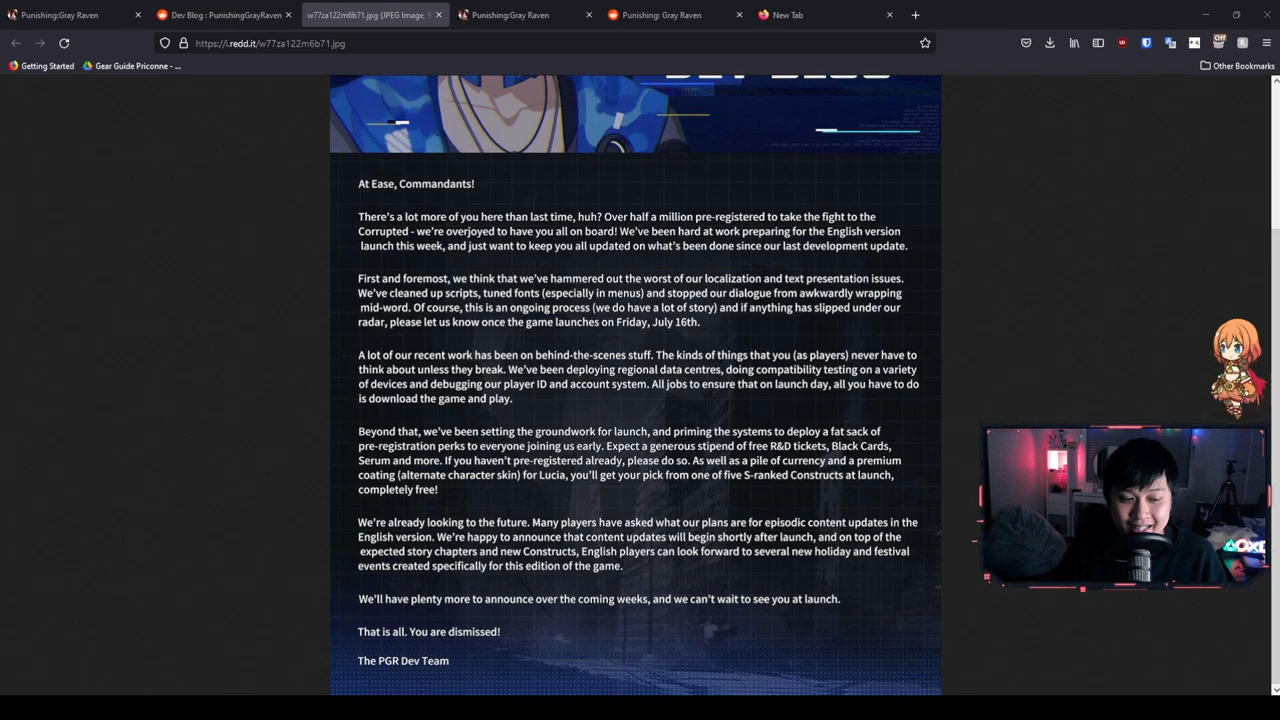 Punishing:Gray Raven
Dev Blog : PunishingGrayRaven
w77za122m6b71.jpg (JPEG Image,
Punishing:Gray Raven
Punishing: Gray Raven
New Tab
https://i.redd.it/w77za122m6b71.jpg
Getting Started
Gear Guide Priconne - ...
Other Bookmarks
DEV BLOG
At Ease, Commandants!
There's a lot more of you here than last time, huh? Over half a million pre-registered to take the fight to the
Corrupted - we're overjoyed to have you all on board! We've been hard at work preparing for the English version
launch this week, and just want to keep you all updated on what's been done since our last development update.
First and foremost, we think that we've hammered out the worst of our localization and text presentation issues.
We've cleaned up scripts, tuned fonts (especially in menus) and stopped our dialogue from awkwardly wrapping
mid-word. Of course, this is an ongoing process (we do have a lot of story) and if anything has slipped under our
radar, please let us know once the game launches on Friday, July 16th.
A lot of our recent work has been on behind-the-scenes stuff. The kinds of things that you (as players) never have to
think about unless they break. We've been deploying regional data centres, doing compatibility testing on a variety
of devices and debugging our player ID and account system. All jobs to ensure that on launch day, all you have to do
is download the game and play.
Beyond that, we've been setting the groundwork for launch, and priming the systems to deploy a fat sack of
pre-registration perks to everyone joining us early. Expect a generous stipend of free R&D tickets, Black Cards,
Serum and more. If you haven't pre-registered already, please do so. As well as a pile of currency and a premium
coating (alternate character skin) for Lucia, you'll get your pick from one of five S-ranked Constructs at launch,
completely free!
We're already looking to the future. Many players have asked what our plans are for episodic content updates in the
English version. We're happy to announce that content updates will begin shortly after launch, and on top of the
expected story chapters and new Constructs, English players can look forward to several new holiday and festival
events created specifically for this edition of the game.
We'll have plenty more to announce over the coming weeks, and we can't wait to see you at launch.
That is all. You are dismissed!
The PGR Dev Team